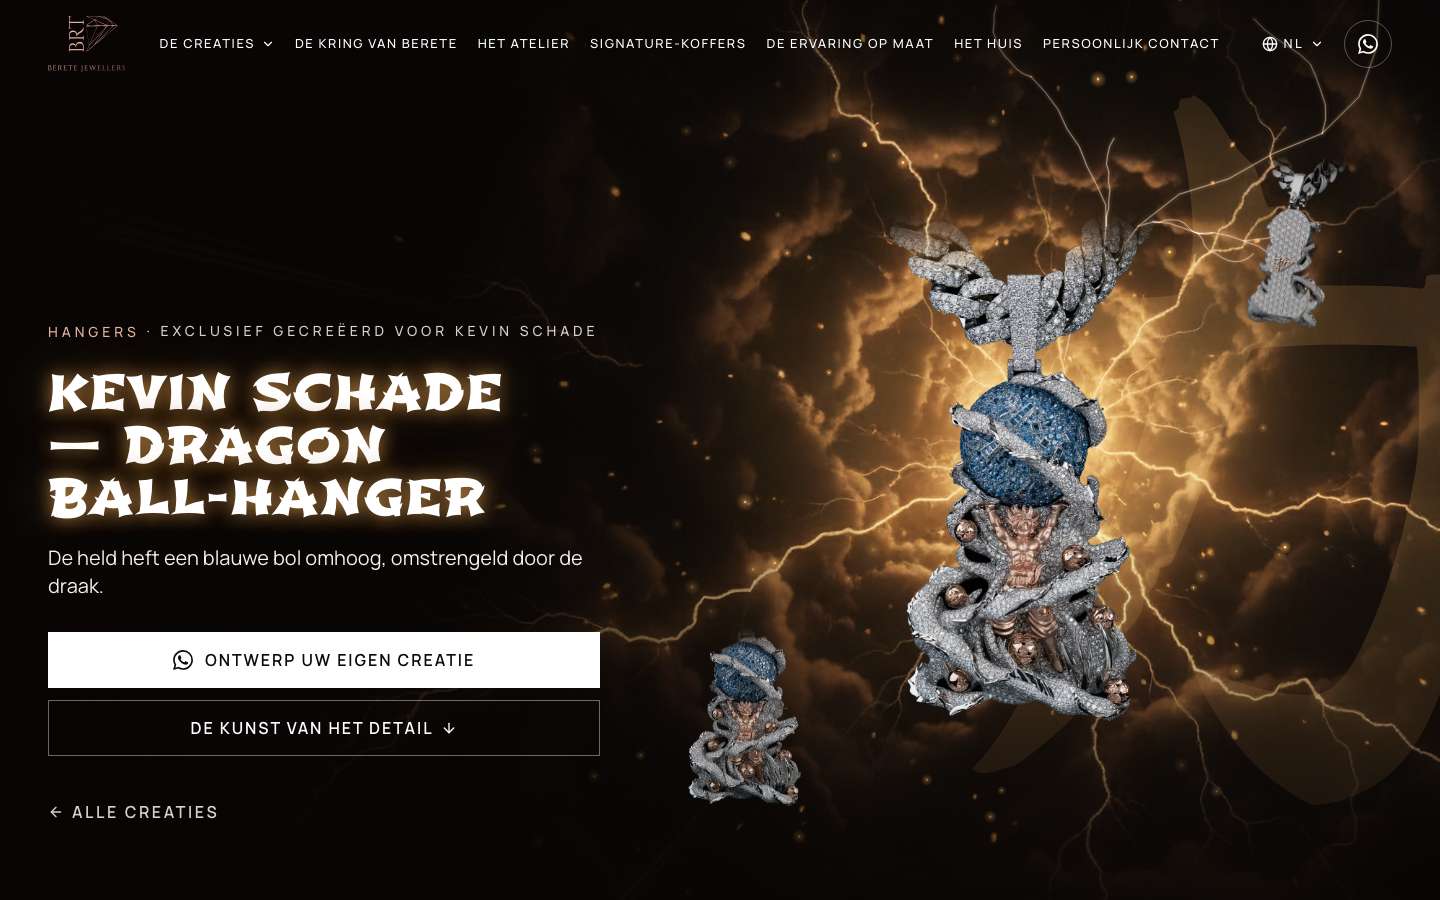 BRT
BERETE JEWELLERS
DE CREATIES
DE KRING VAN BERETE
HET ATELIER
SIGNATURE-KOFFERS
DE ERVARING OP MAAT
HET HUIS
PERSOONLIJK CONTACT
NL
HANGERS · EXCLUSIEF GECREËERD VOOR KEVIN SCHADE
KEVIN SCHADE
— DRAGON
BALL-HANGER
De held heft een blauwe bol omhoog, omstrengeld door de
draak.
ONTWERP UW EIGEN CREATIE
DE KUNST VAN HET DETAIL ↓
← ALLE CREATIES